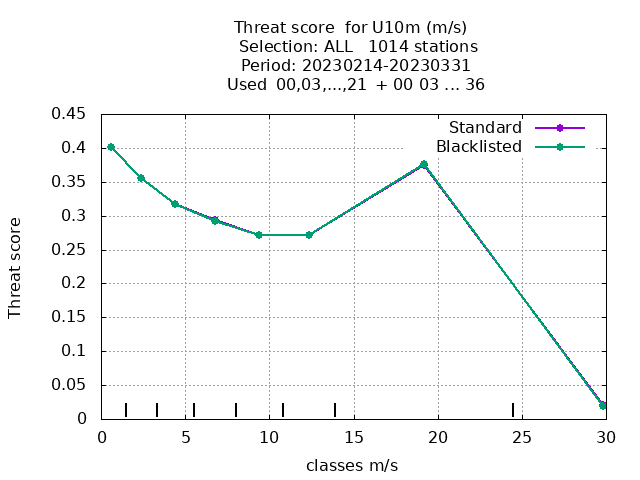 Threat score for U10m (m/s)
Selection: ALL 1014 stations
Period: 20230214-20230331
Used 00,03,...,21 + 00 03 ... 36
Standard
Blacklisted
Threat score
0.45
0.4
0.35
0.3
0.25
0.2
0.15
0.1
0.05
0
0 5 10 15 20 25 30
classes m/s